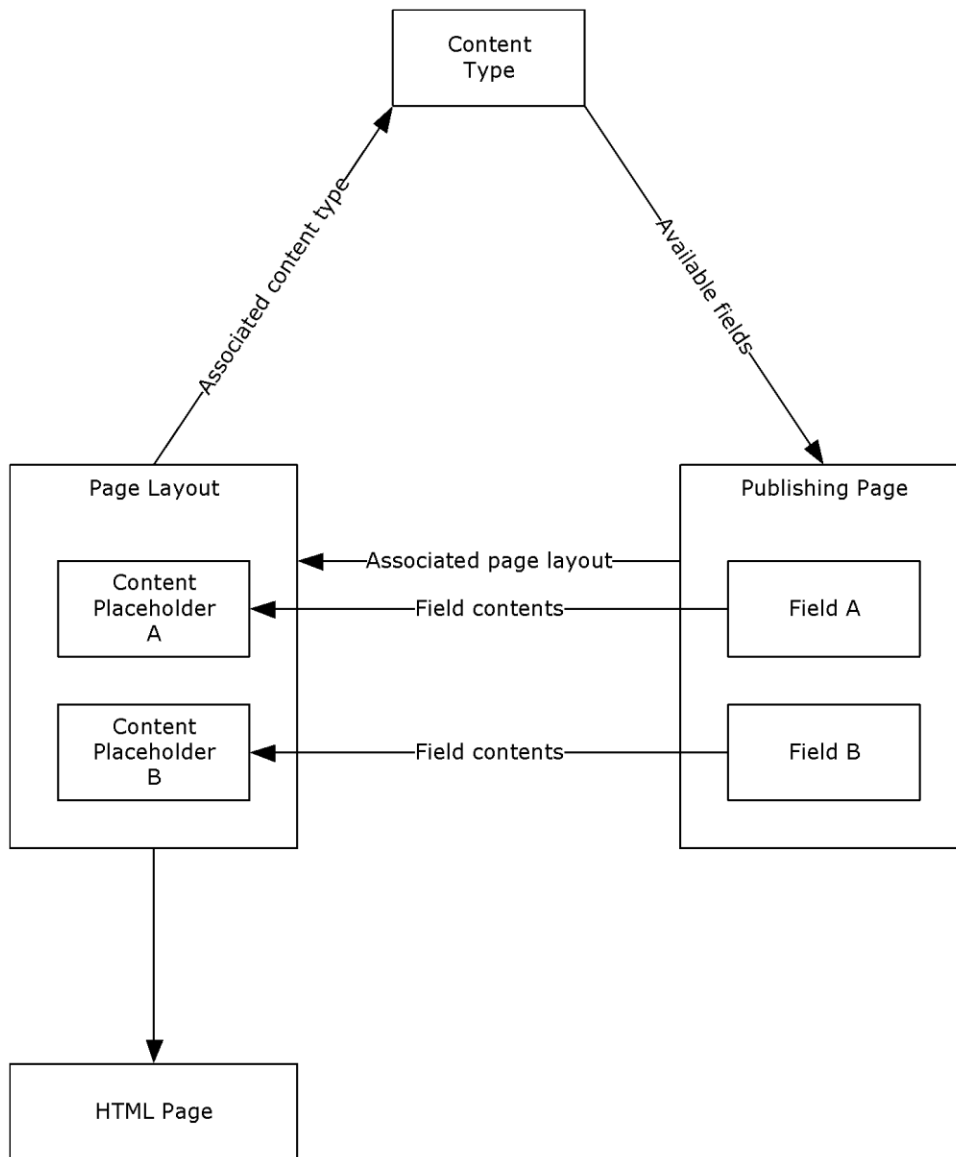 Content
Type
Associated content type
Available fields
Page Layout
Publishing Page
Associated page layout
Content
Placeholder
A
Field contents
Field A
Content
Placeholder
B
Field contents
Field B
HTML Page